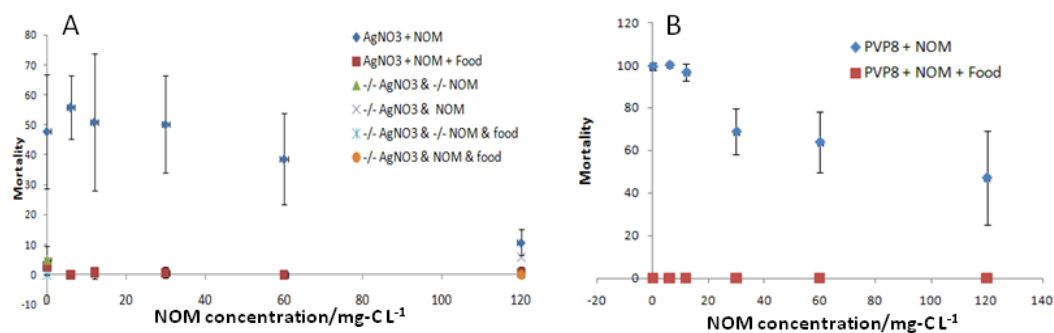 A
80
70
60
50
40
30
20
10
0
-10
Mortality
0 20 40 60 80 100 120
NOM concentration/mg-C L-1
AgNO3 + NOM
AgNO3 + NOM + Food
-/- AgNO3 & -/- NOM
-/- AgNO3 & NOM
-/- AgNO3 & -/- NOM & food
-/- AgNO3 & NOM & food
B
120
100
80
60
40
20
0
-20
Mortality
-20 0 20 40 60 80 100 120 140
NOM concentration/mg-C L-1
PVP8 + NOM
PVP8 + NOM + Food